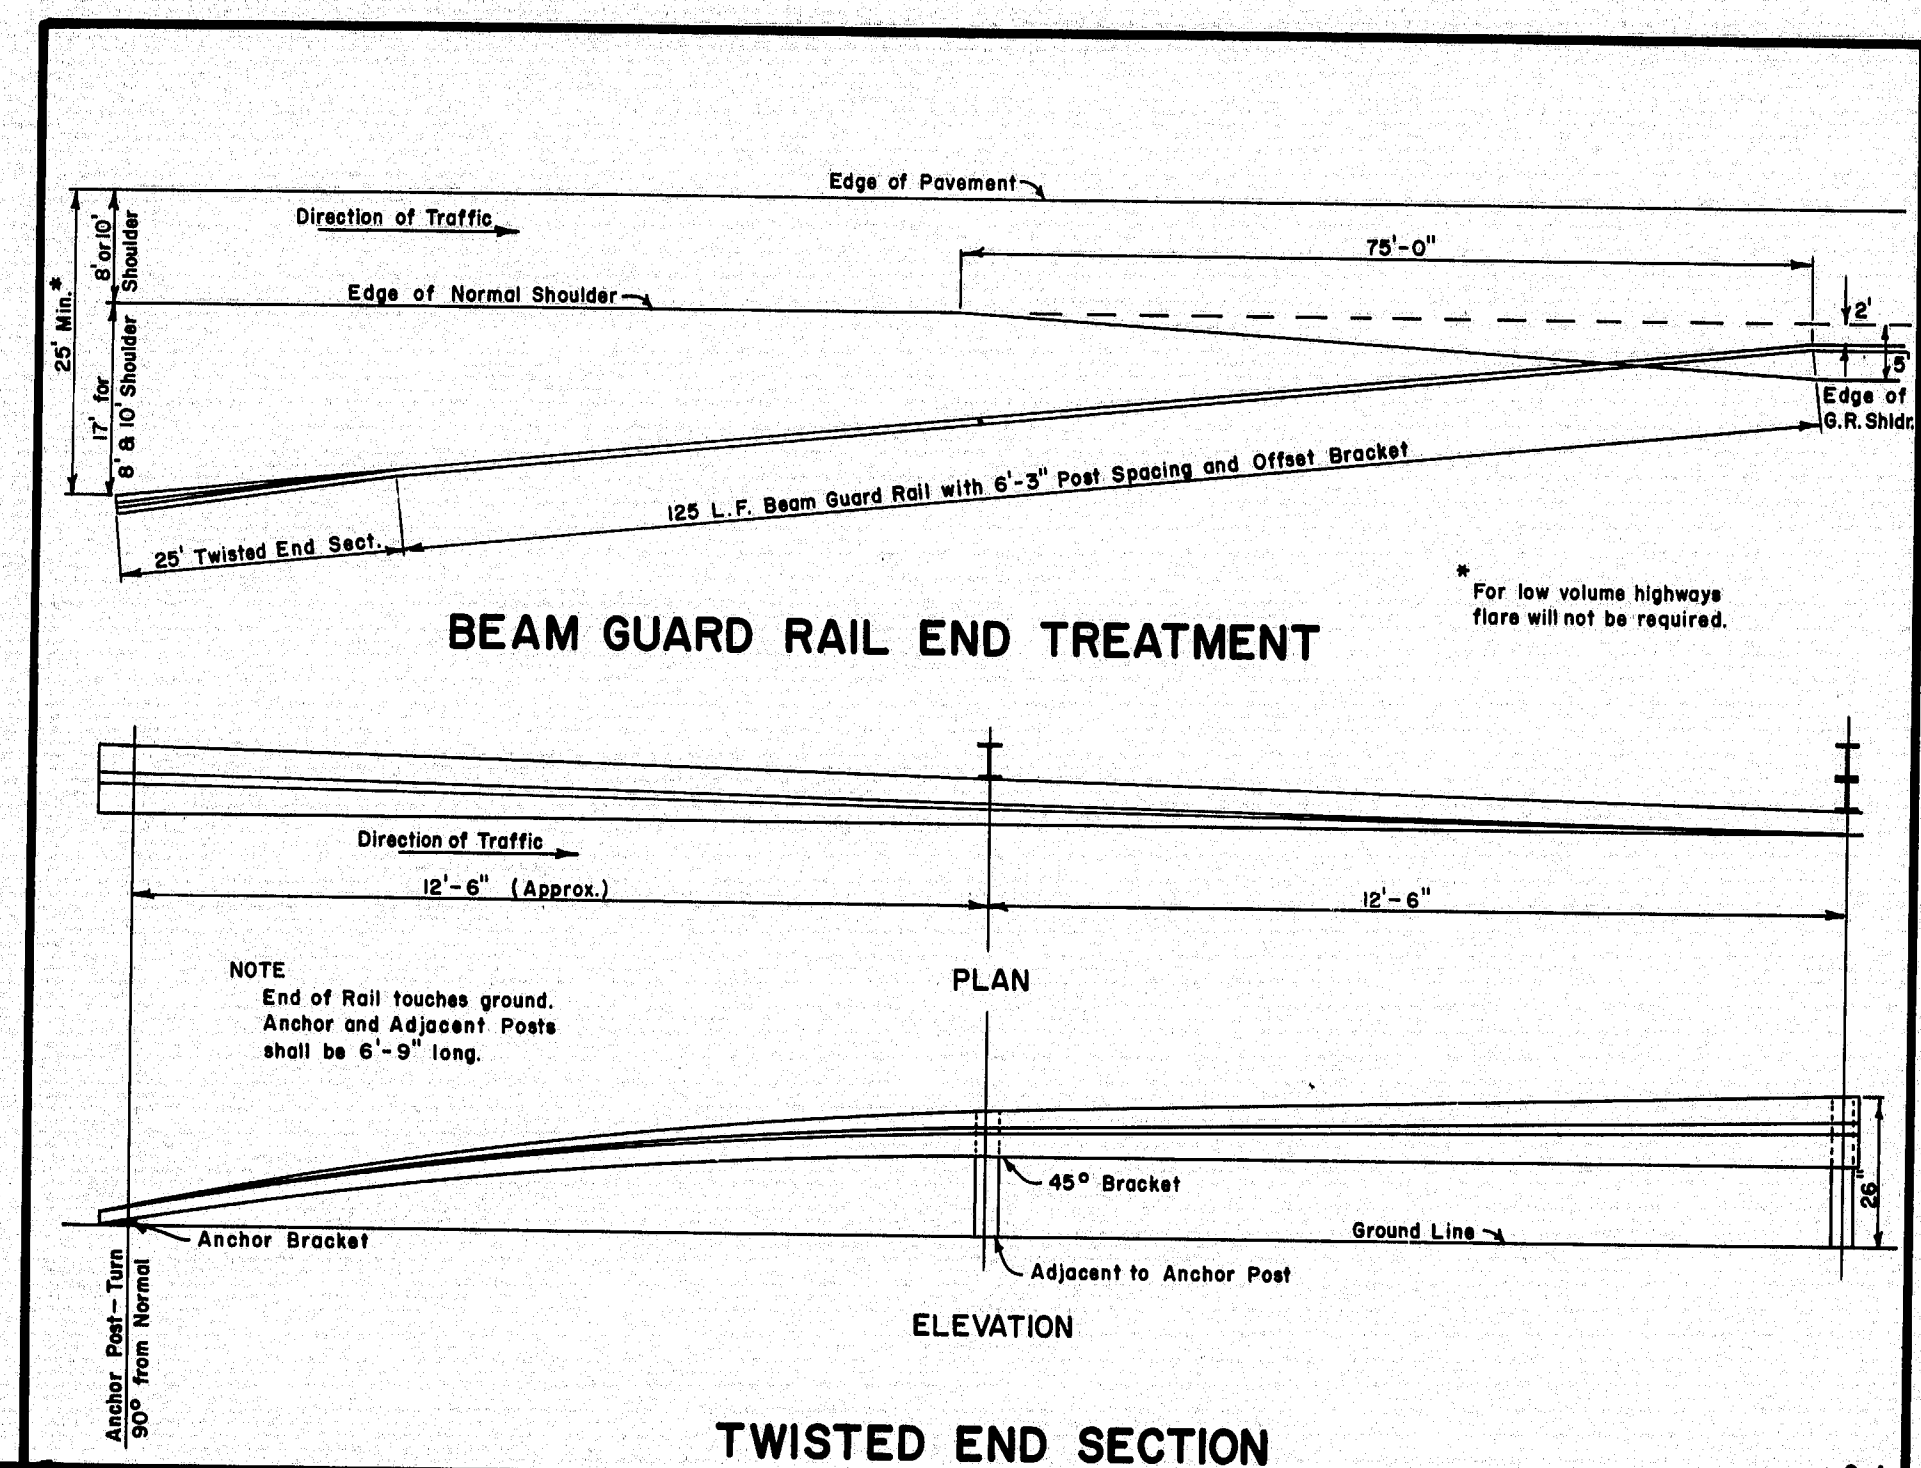 Edge of Pavement
Direction of Traffic
8' or 10'
Shoulder
75'-0"
25' Min.*
Edge of Normal Shoulder
2'
17' for
8' & 10' Shoulder
5'
Edge of
G.R. Shldr.
125 L.F. Beam Guard Rail with 6'-3" Post Spacing and Offset Bracket
25' Twisted End Sect.
*
For low volume highways
flare will not be required.
BEAM GUARD RAIL END TREATMENT
Direction of Traffic
12'-6" (Approx.)
12'-6"
NOTE
End of Rail touches ground.
Anchor and Adjacent Posts
shall be 6'-9" long.
PLAN
45° Bracket
26"
Anchor Bracket
Ground Line
Adjacent to Anchor Post
Anchor Post-Turn
90° from Normal
ELEVATION
TWISTED END SECTION